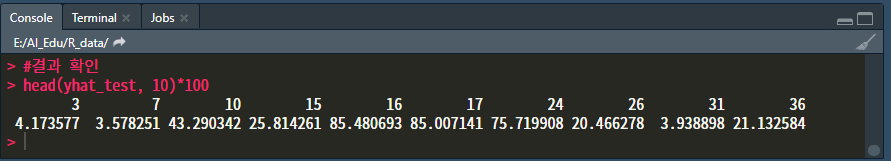 Console Terminal × Jobs ×
E:/AI_Edu/R_data/
> #결과 확인
> head(yhat_test, 10)*100
3 7 10 15 16 17 24 26 31 36
4.173577 3.578251 43.290342 25.814261 85.480693 85.007141 75.719908 20.466278 3.938898 21.132584
>